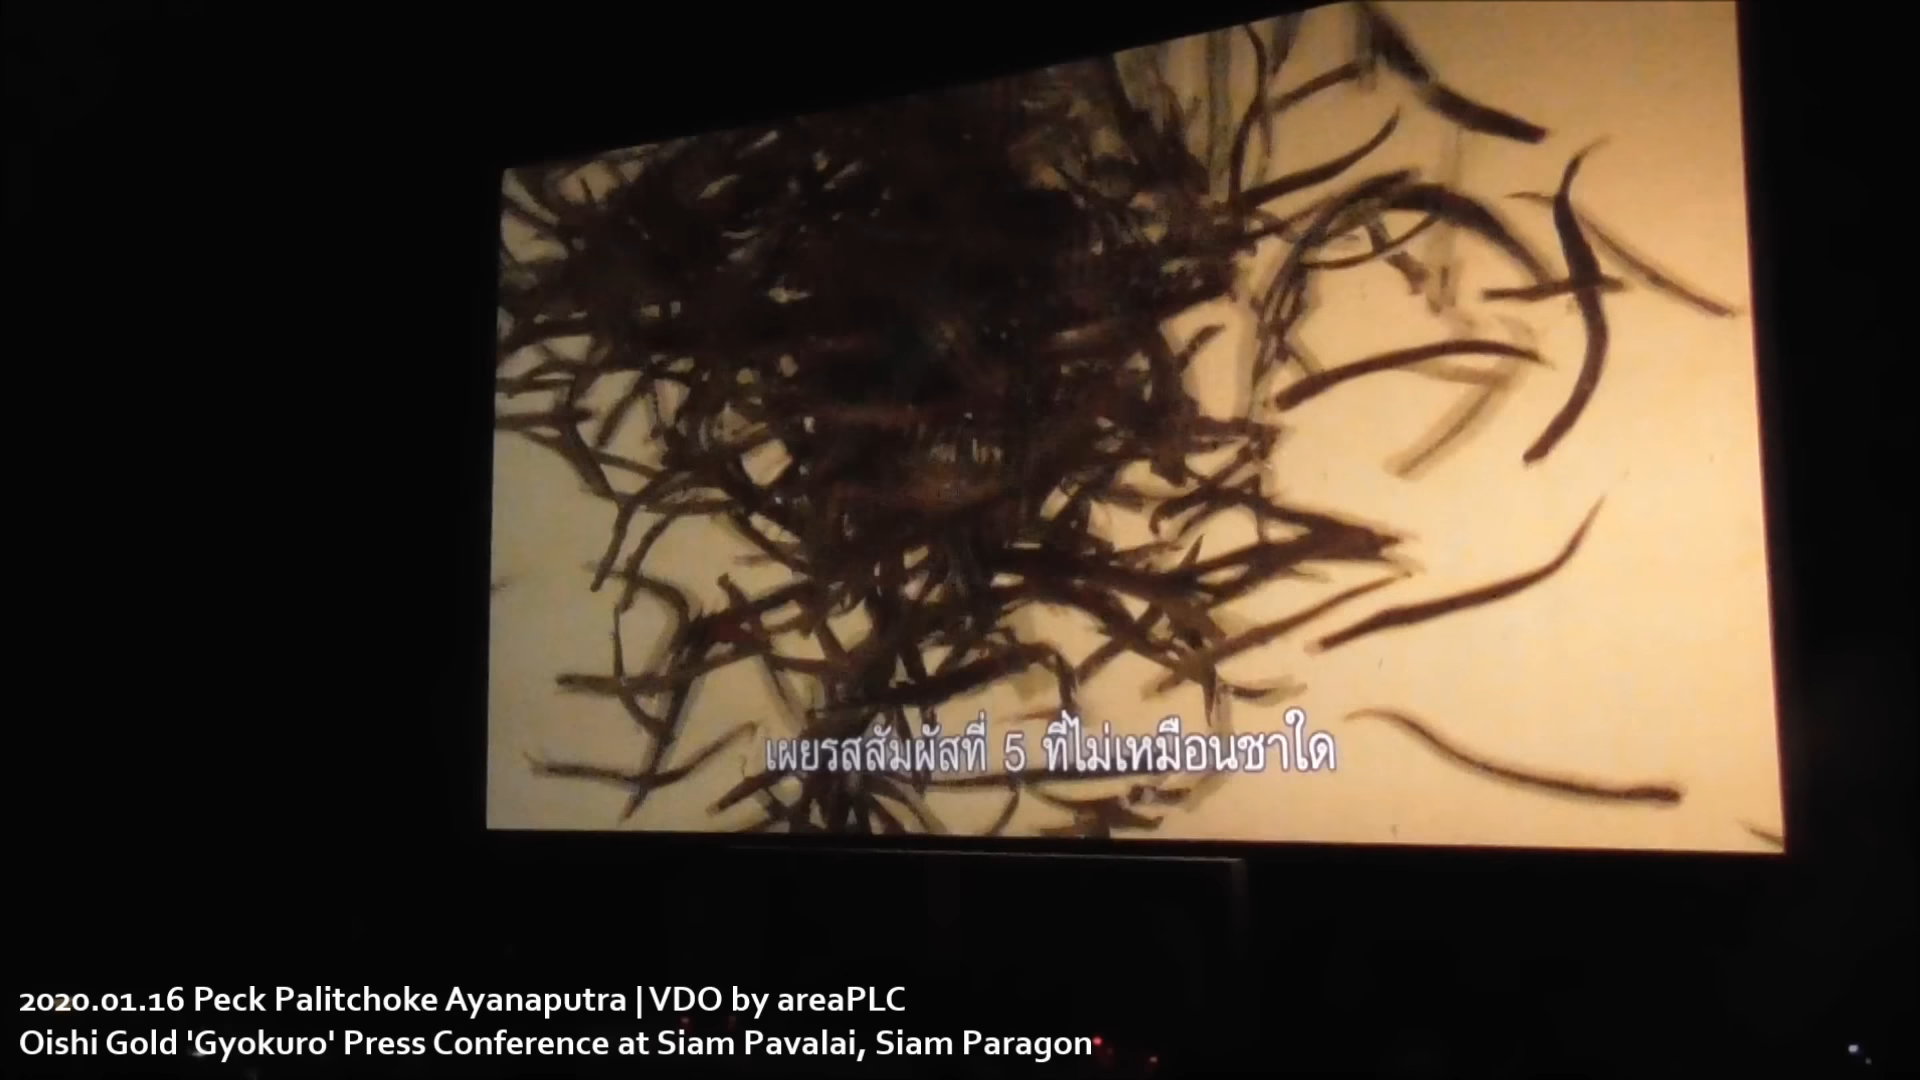 เผยรสสัมผัสที่ 5 ที่ไม่เหมือนชาใด
2020.01.16 Peck Palitchoke Ayanaputra | VDO by areaPLC
Oishi Gold 'Gyokuro' Press Conference at Siam Pavalai, Siam Paragon